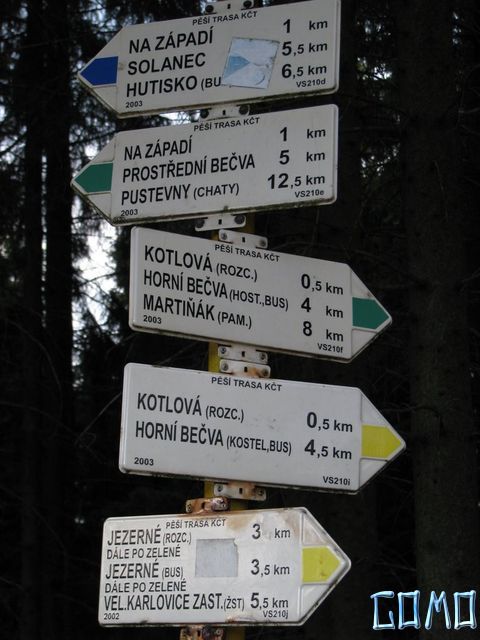 PĚŠÍ TRASA KČT
NA ZÁPADÍ 1 km
SOLANEC 5,5 km
HUTISKO 6,5 km
2003 VS210d
PĚŠÍ TRASA KČT
NA ZÁPADÍ 1 km
PROSTŘEDNÍ BEČVA 5 km
PUSTEVNY (CHATY) 12,5 km
2003 VS210e
PĚŠÍ TRASA KČT
KOTLOVÁ (ROZC.) 0,5 km
HORNÍ BEČVA (HOST.,BUS) 4 km
MARTIŇÁK (PAM.) 8 km
2003 VS210f
PĚŠÍ TRASA KČT
KOTLOVÁ (ROZC.) 0,5 km
HORNÍ BEČVA (KOSTEL,BUS) 4,5 km
2003 VS210i
PĚŠÍ TRASA KČT
JEZERNÉ (ROZC.) 3 km
DÁLE PO ZELENÉ
JEZERNÉ (BUS) 3,5 km
DÁLE PO ZELENÉ
VEL.KARLOVICE ZAST.(ŽST) 5,5 km
2002 VS210j
GOMO